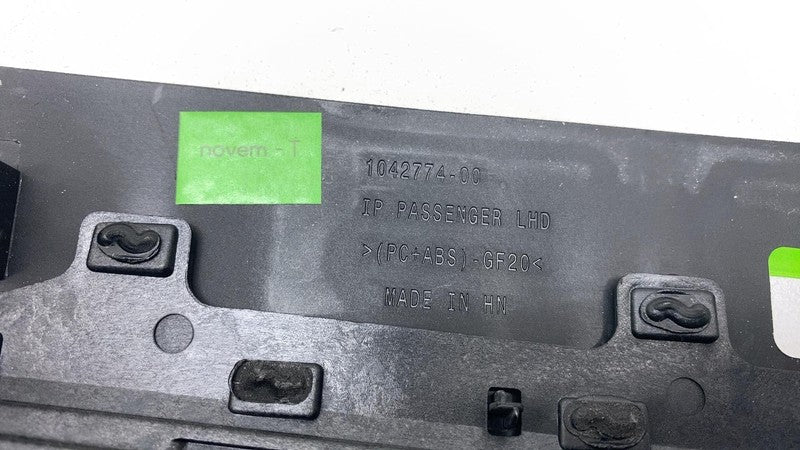 novem - T
1042774-00
IP PASSENGER LHD
>(PC+ABS)-GF20<
MADE IN HN